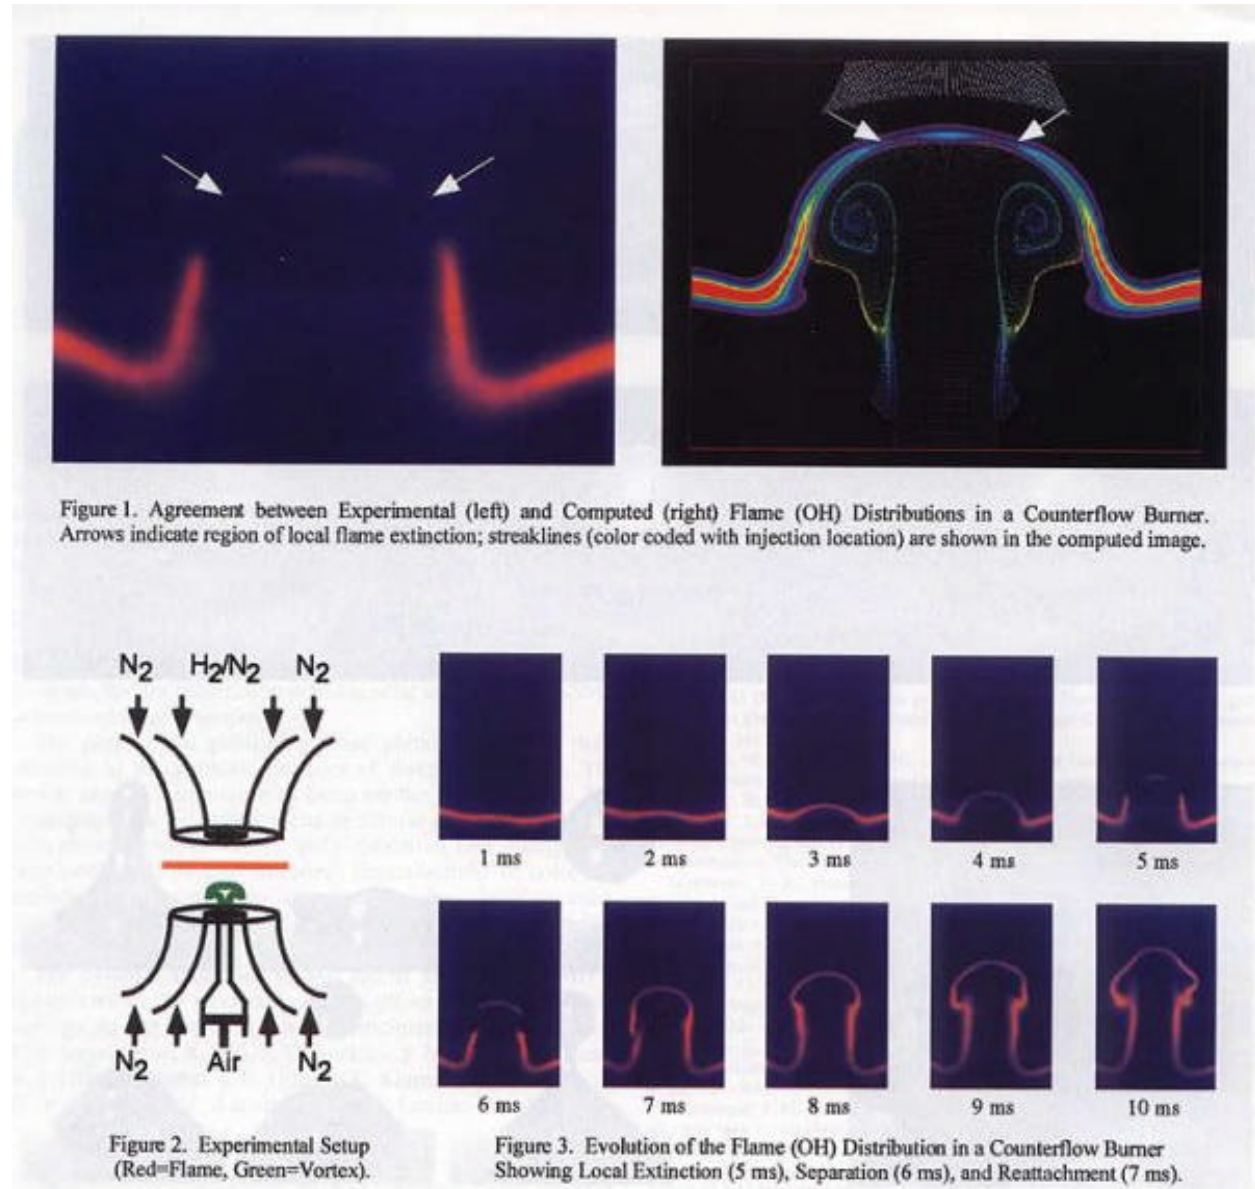 Figure 1. Agreement between Experimental (left) and Computed (right) Flame (OH) Distributions in a Counterflow Burner.
Arrows indicate region of local flame extinction; streaklines (color coded with injection location) are shown in the computed image.
N2 H2/N2 N2
N2 Air N2
Figure 2. Experimental Setup
(Red=Flame, Green=Vortex).
1 ms 2 ms 3 ms 4 ms 5 ms
6 ms 7 ms 8 ms 9 ms 10 ms
Figure 3. Evolution of the Flame (OH) Distribution in a Counterflow Burner
Showing Local Extinction (5 ms), Separation (6 ms), and Reattachment (7 ms).